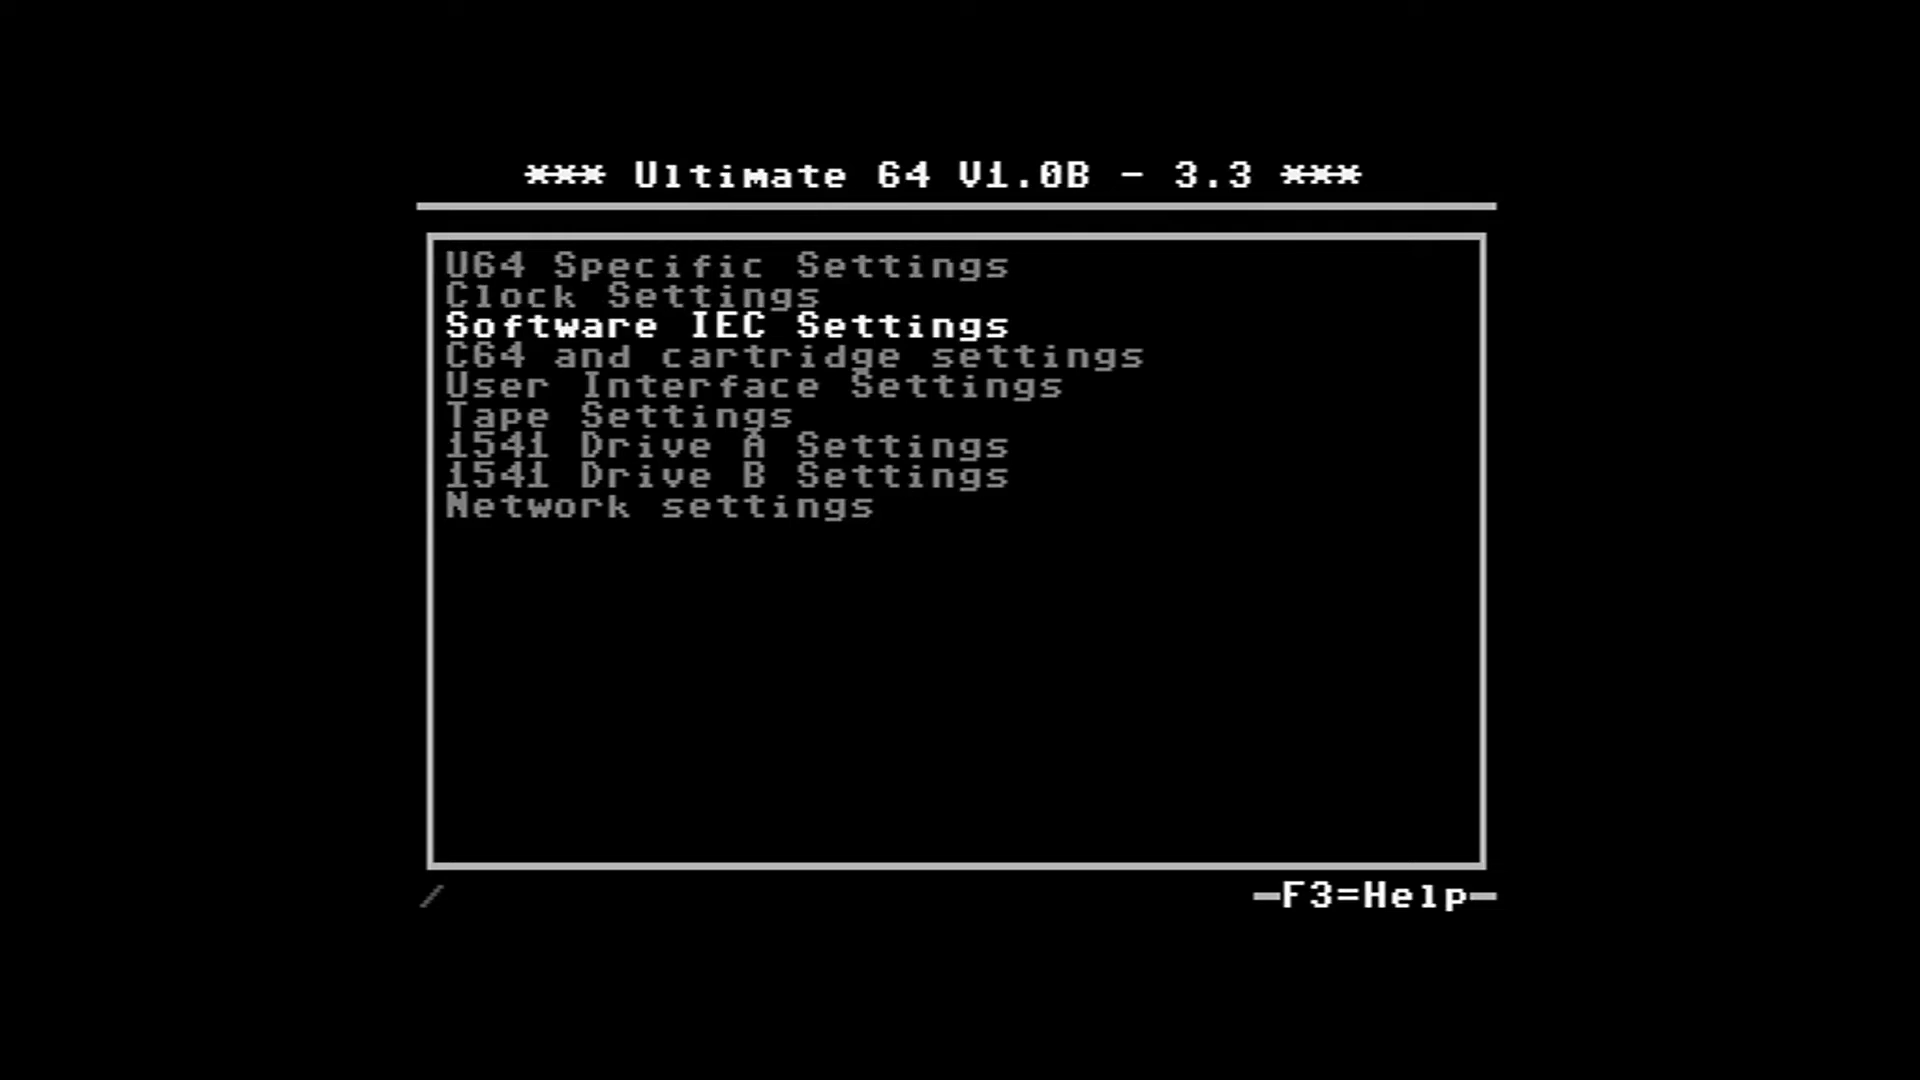 *** Ultimate 64 V1.0B - 3.3 ***
U64 Specific Settings
Clock Settings
Software IEC Settings
C64 and cartridge settings
User Interface Settings
Tape Settings
1541 Drive A Settings
1541 Drive B Settings
Network settings
/
-F3=Help-